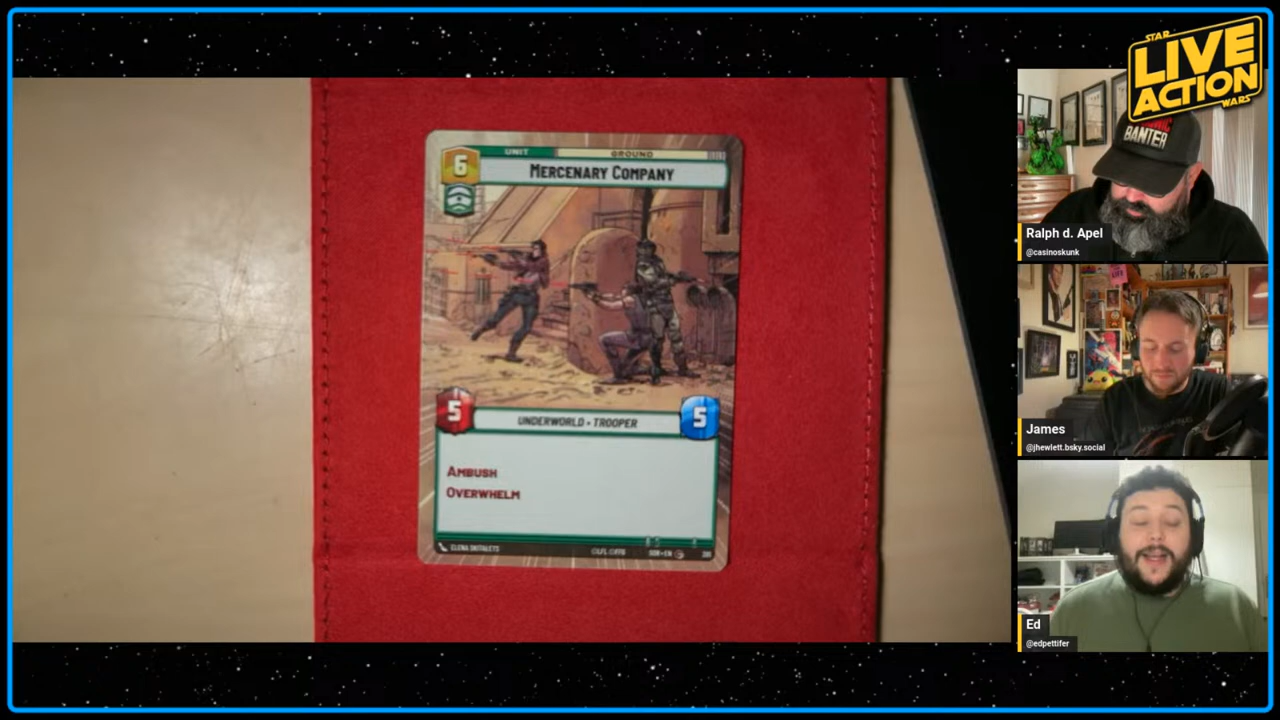 STAR
LIVE
ACTION
WARS
UNIT
GROUND
6
MERCENARY COMPANY
5
UNDERWORLD • TROOPER
5
AMBUSH
OVERWHELM
BANTER
Ralph d. Apel
@casinoskunk
James
@jhewlett.bsky.social
Ed
@edpettifer